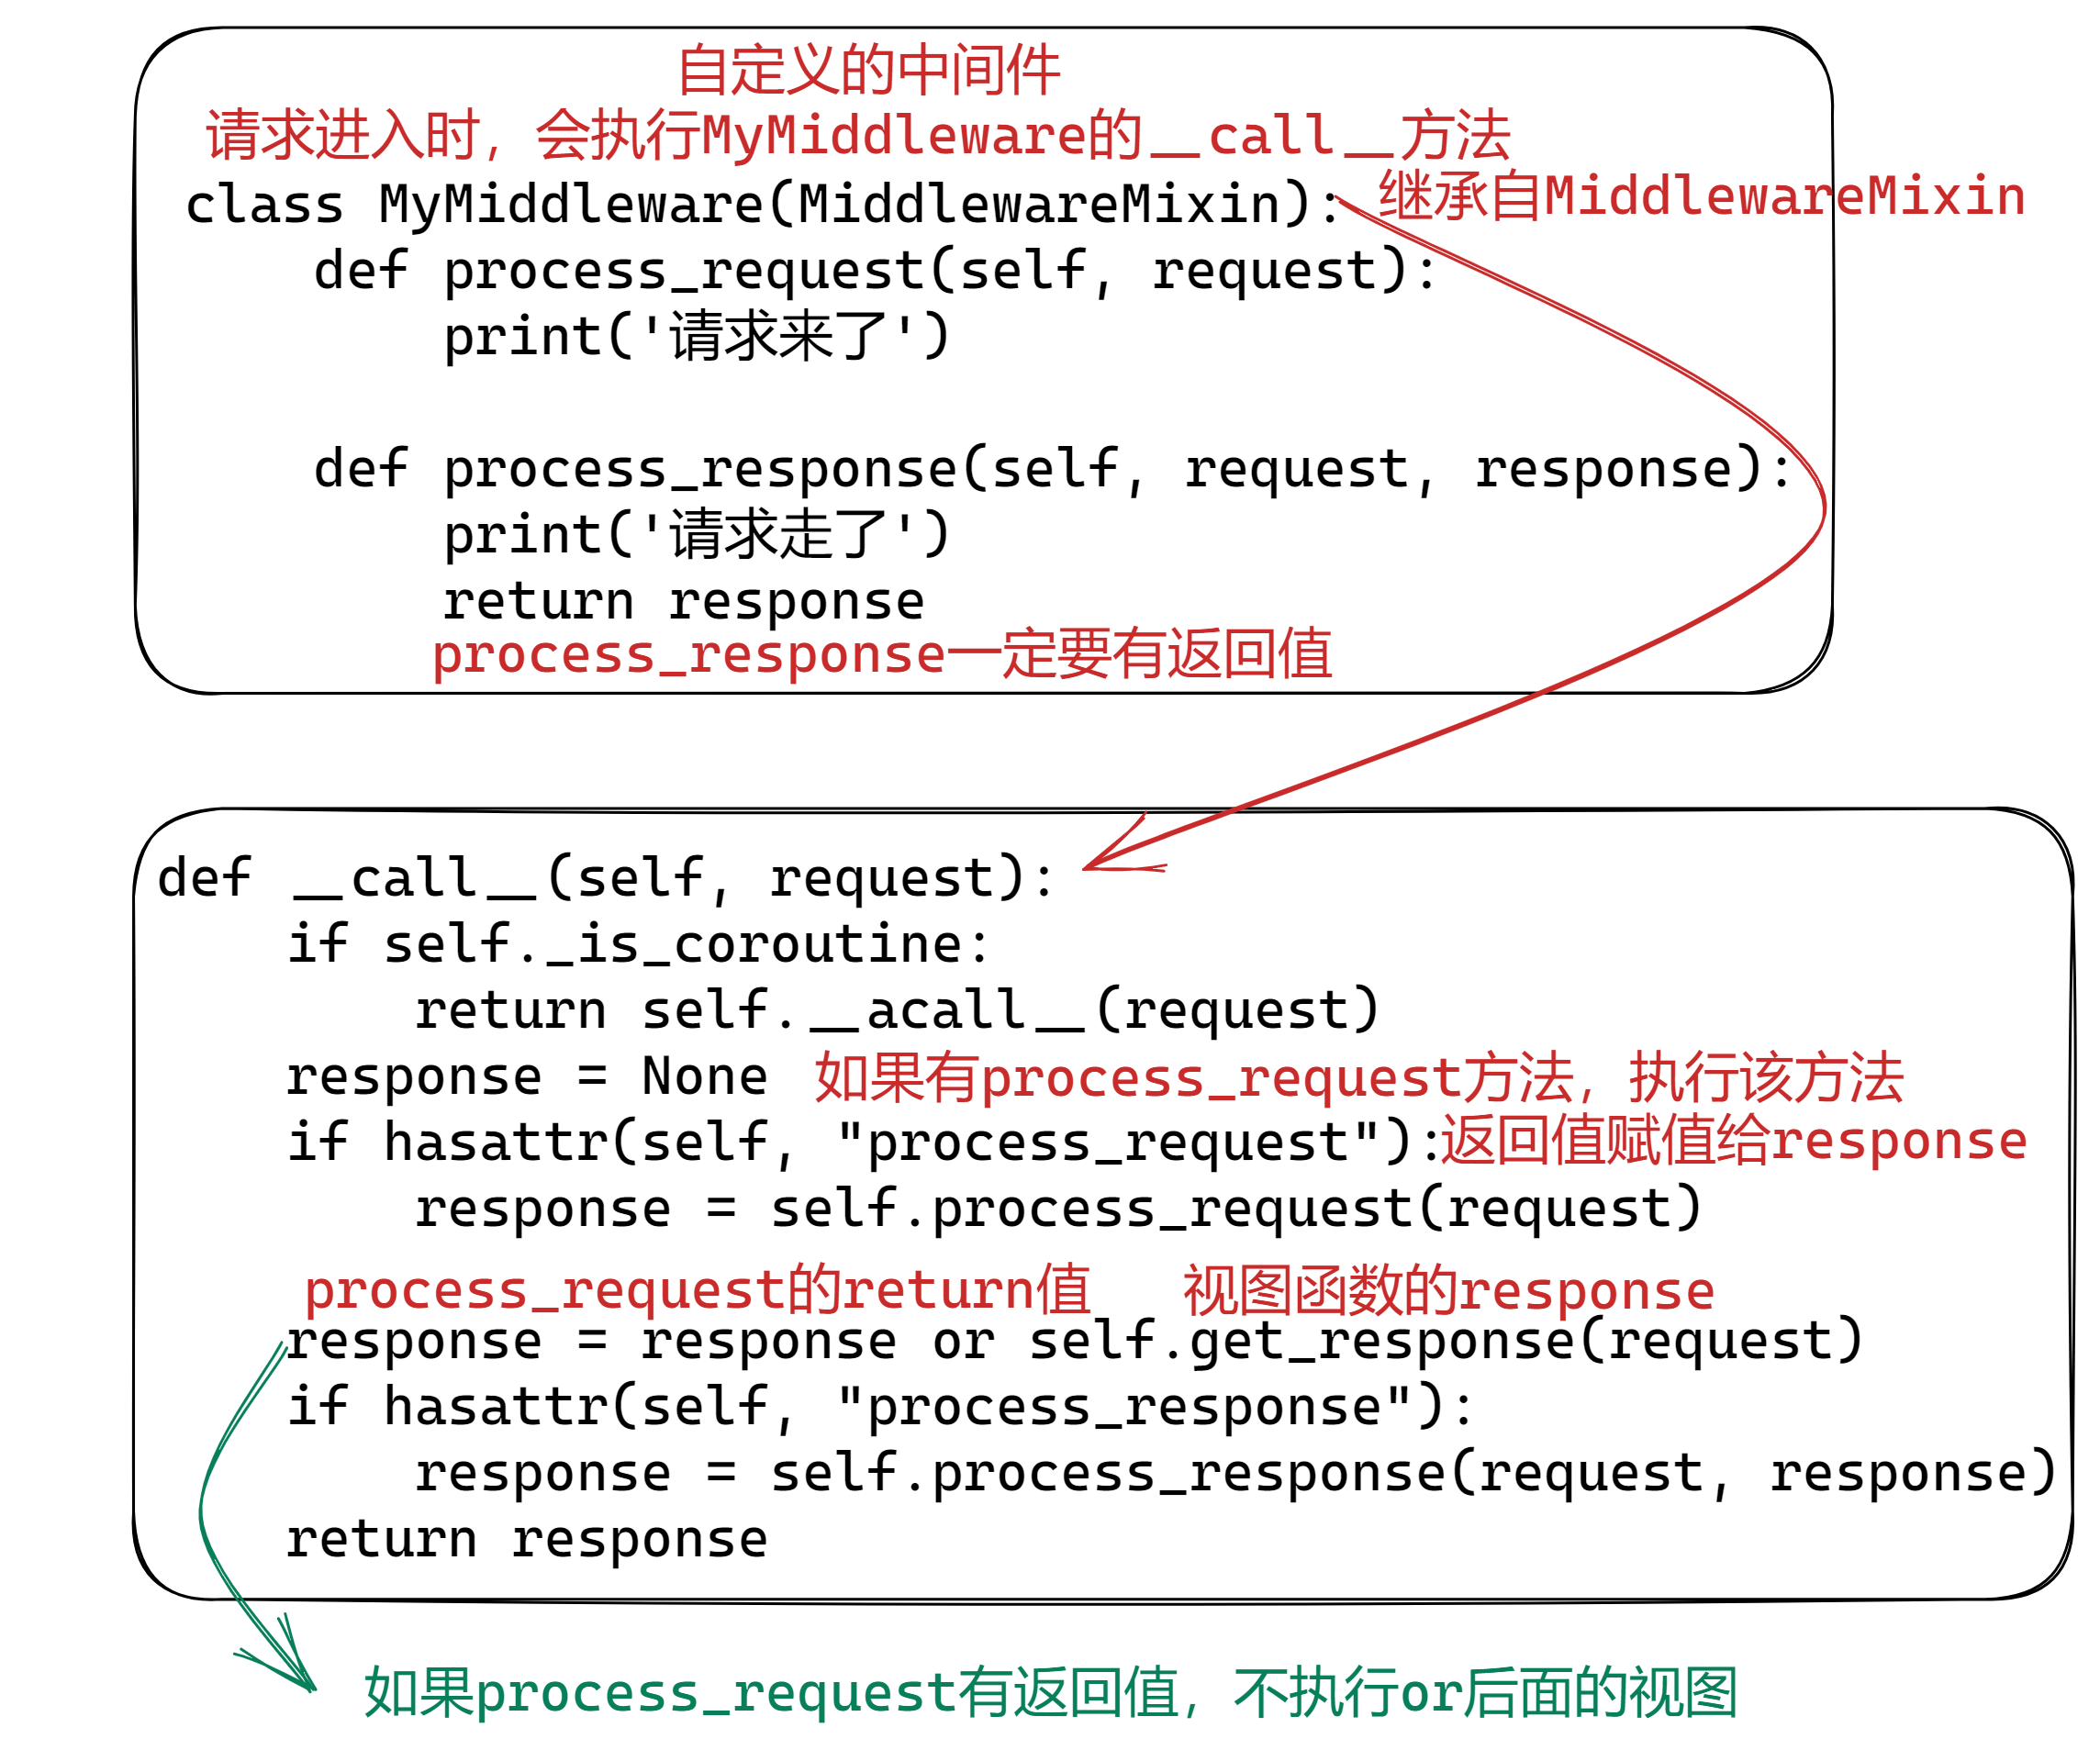 自定义的中间件
请求进入时，会执行MyMiddleware的__call__方法
class MyMiddleware(MiddlewareMixin):
继承自MiddlewareMixin
    def process_request(self, request):
        print('请求来了')
    def process_response(self, request, response):
        print('请求走了')
        return response
process_response一定要有返回值
def __call__(self, request):
    if self._is_coroutine:
        return self.__acall__(request)
    response = None
如果有process_request方法，执行该方法
    if hasattr(self, "process_request"):
返回值赋值给response
        response = self.process_request(request)
process_request的return值
视图函数的response
    response = response or self.get_response(request)
    if hasattr(self, "process_response"):
        response = self.process_response(request, response)
    return response
如果process_request有返回值，不执行or后面的视图